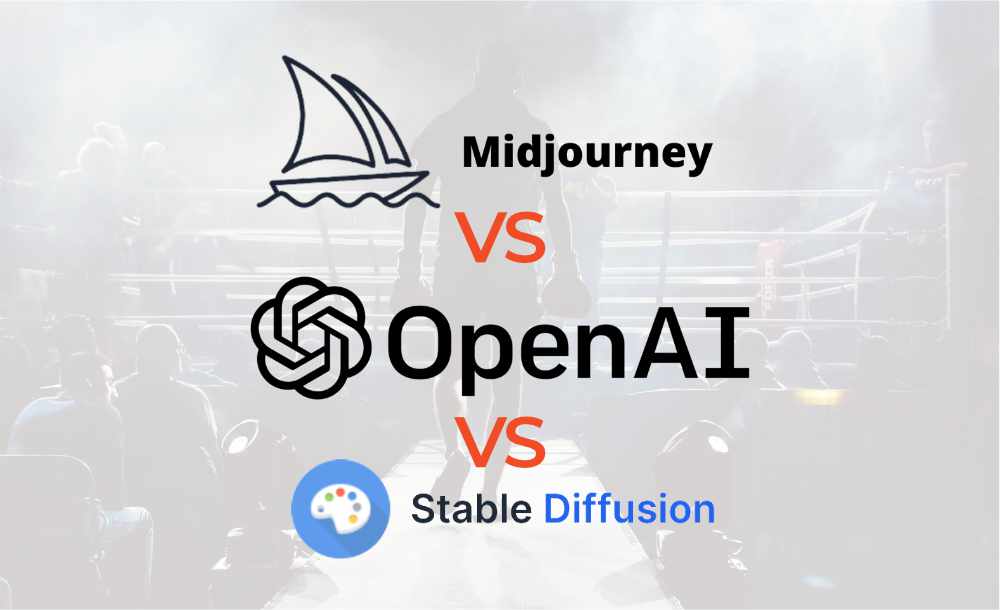 Midjourney
VS
OpenAI
VS
Stable Diffusion